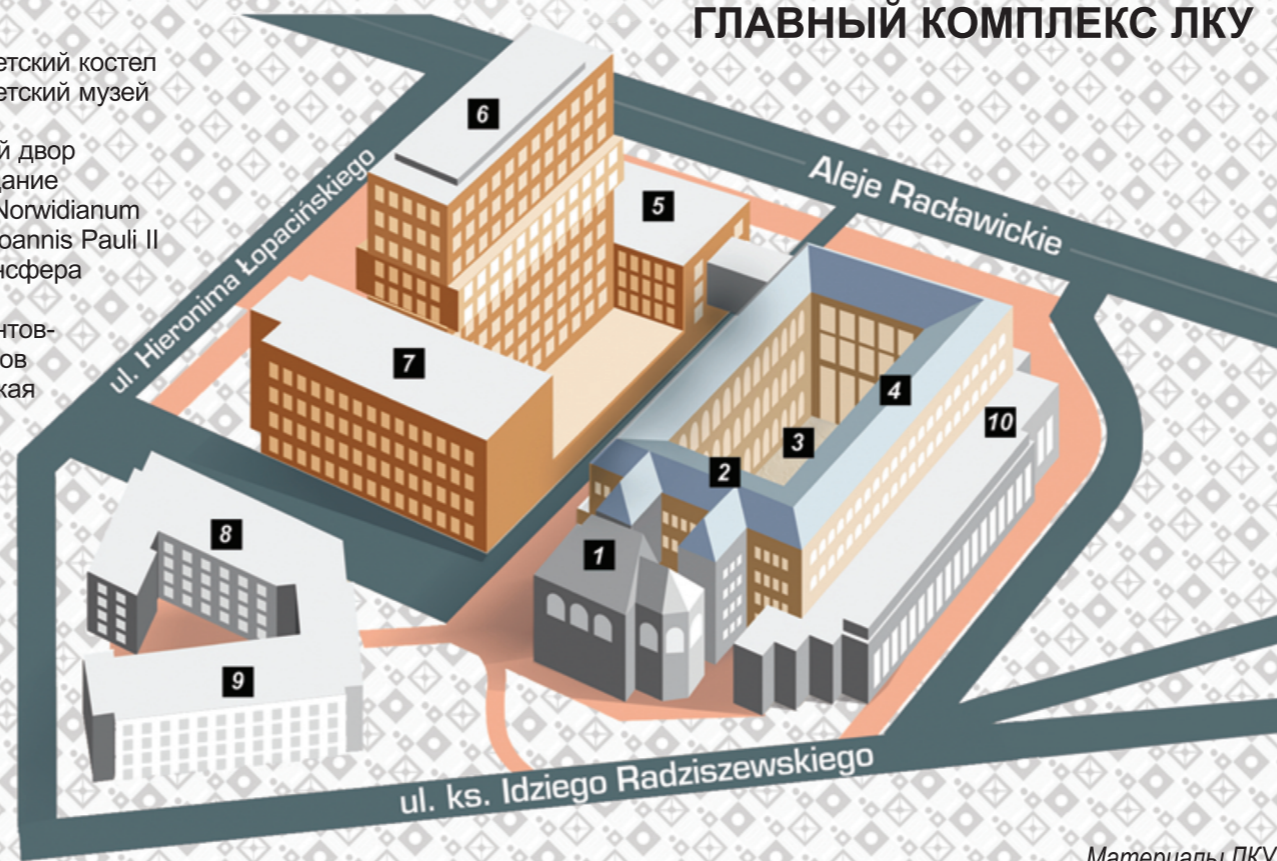 ГЛАВНЫЙ КОМПЛЕКС ЛКУ
етский костел
етский музей
й двор
дание
Norwidianum
oannis Pauli II
нсфера
нтов-
ов
кая
6
5
7
4
3
10
2
1
8
9
Aleje Racławickie
ul. Hieronima Łopacińskiego
ul. ks. Idziego Radziszewskiego
Материалы ЛКУ